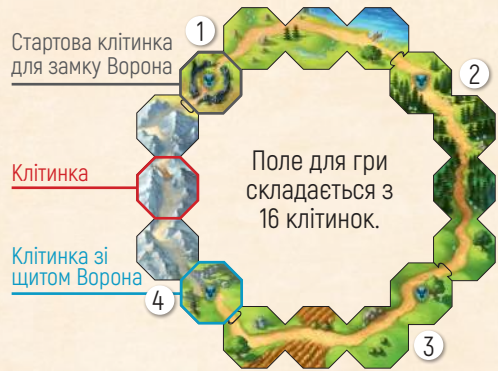 Стартова клітинка
для замку Ворона
1
2
Клітинка
Поле для гри
складається з
16 клітинок.
Клітинка зі
щитом Ворона
4
3